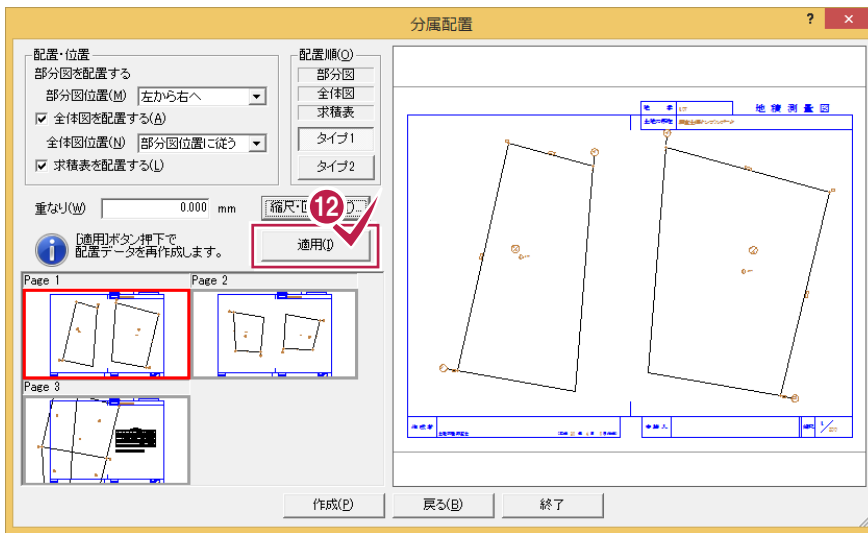 分属配置
? ×
配置・位置
部分図を配置する
部分図位置(M) 左から右へ
全体図を配置する(A)
全体図位置(N) 部分図位置に従う
求積表を配置する(L)
配置順(O)
部分図
全体図
求積表
タイプ1
タイプ2
重なり(W) 0.000 mm
縮尺・
12
[適用]ボタン押下で
配置データを再作成します。
適用(I)
Page 1
Page 2
Page 3
地積測量図
作成(P)
戻る(B)
終了